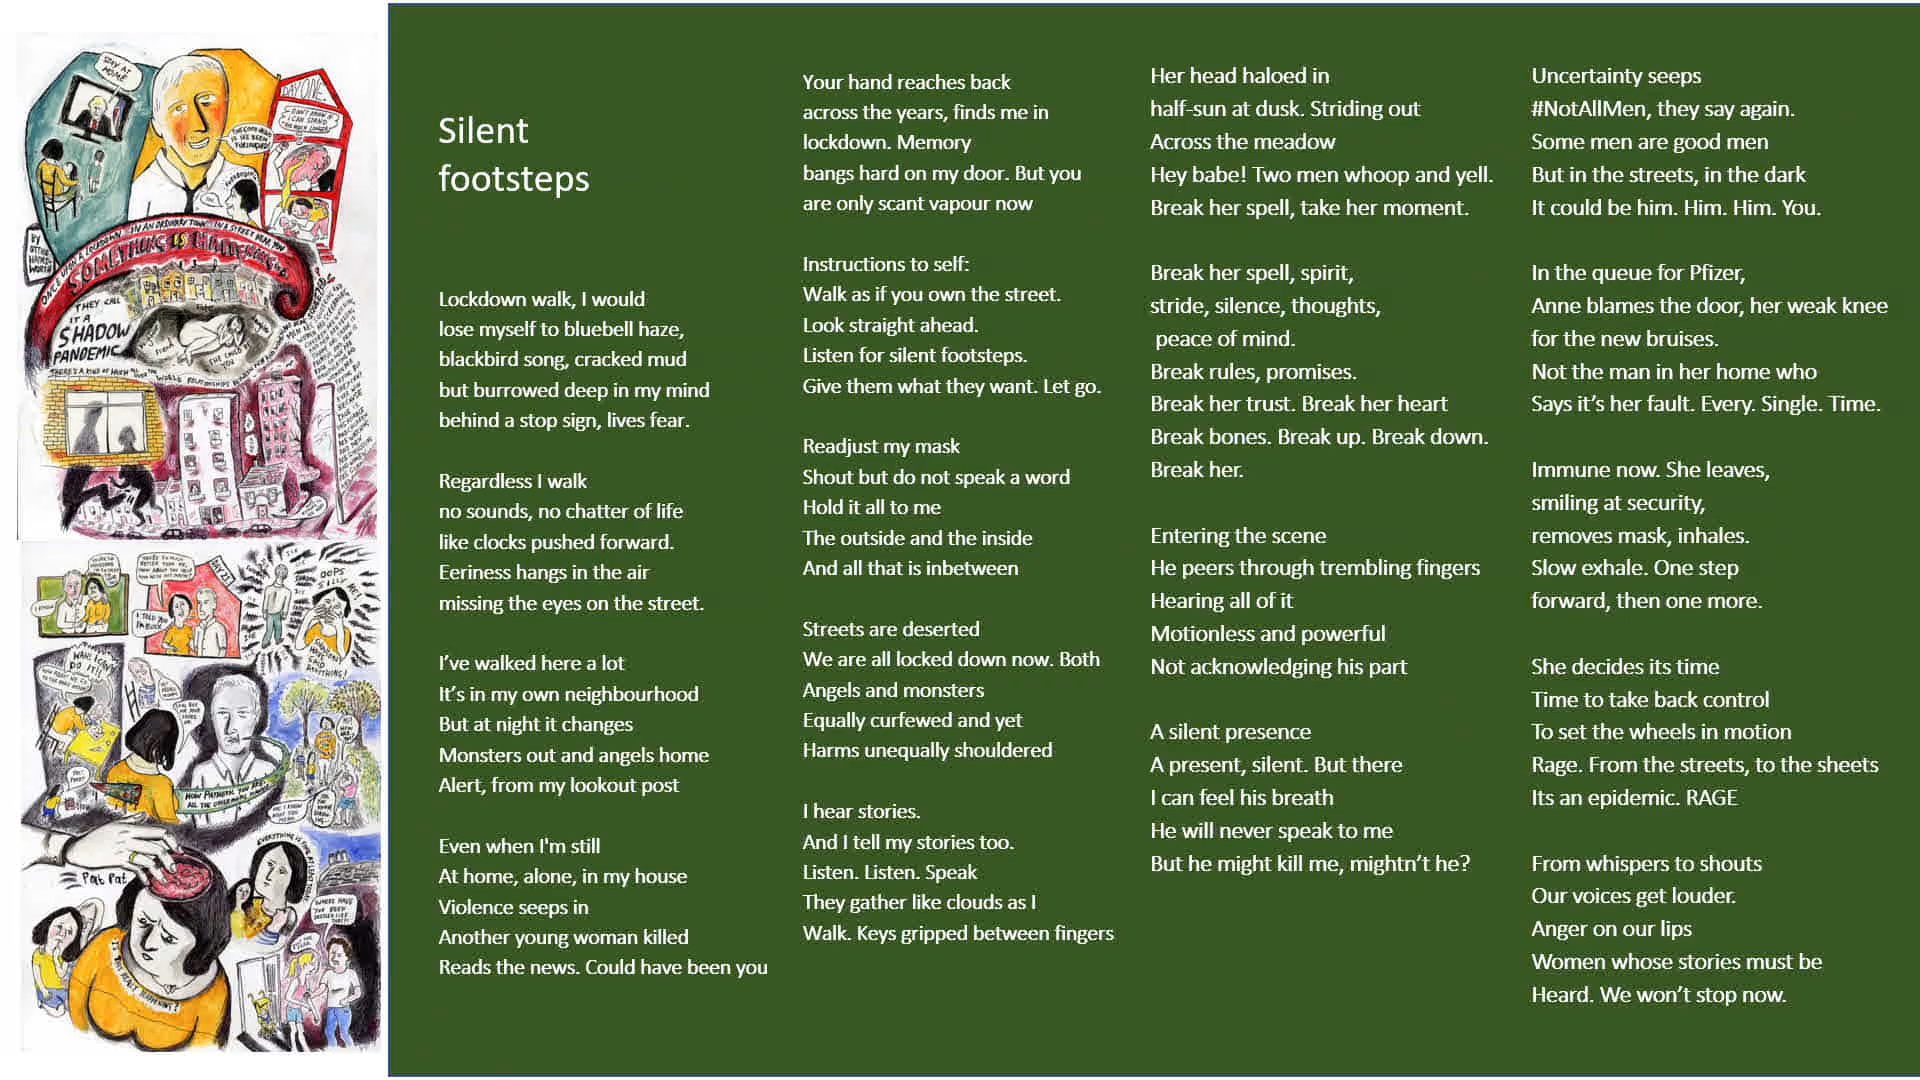 STAY AT
HOME
DAY ONE.
SOMETHING IS HAPPENING
BY
THEY CALL
IT A
SHADOW
PANDEMIC
OOPS
SILLY
ME!
Pat Pat
Silent
footsteps
Lockdown walk, I would
lose myself to bluebell haze,
blackbird song, cracked mud
but burrowed deep in my mind
behind a stop sign, lives fear.
Regardless I walk
no sounds, no chatter of life
like clocks pushed forward.
Eeriness hangs in the air
missing the eyes on the street.
I've walked here a lot
It's in my own neighbourhood
But at night it changes
Monsters out and angels home
Alert, from my lookout post
Even when I'm still
At home, alone, in my house
Violence seeps in
Another young woman killed
Reads the news. Could have been you
Your hand reaches back
across the years, finds me in
lockdown. Memory
bangs hard on my door. But you
are only scant vapour now
Instructions to self:
Walk as if you own the street.
Look straight ahead.
Listen for silent footsteps.
Give them what they want. Let go.
Readjust my mask
Shout but do not speak a word
Hold it all to me
The outside and the inside
And all that is inbetween
Streets are deserted
We are all locked down now. Both
Angels and monsters
Equally curfewed and yet
Harms unequally shouldered
I hear stories.
And I tell my stories too.
Listen. Listen. Speak
They gather like clouds as I
Walk. Keys gripped between fingers
Her head haloed in
half-sun at dusk. Striding out
Across the meadow
Hey babe! Two men whoop and yell.
Break her spell, take her moment.
Break her spell, spirit,
stride, silence, thoughts,
peace of mind.
Break rules, promises.
Break her trust. Break her heart
Break bones. Break up. Break down.
Break her.
Entering the scene
He peers through trembling fingers
Hearing all of it
Motionless and powerful
Not acknowledging his part
A silent presence
A present, silent. But there
I can feel his breath
He will never speak to me
But he might kill me, mightn't he?
Uncertainty seeps
#NotAllMen, they say again.
Some men are good men
But in the streets, in the dark
It could be him. Him. Him. You.
In the queue for Pfizer,
Anne blames the door, her weak knee
for the new bruises.
Not the man in her home who
Says it's her fault. Every. Single. Time.
Immune now. She leaves,
smiling at security,
removes mask, inhales.
Slow exhale. One step
forward, then one more.
She decides its time
Time to take back control
To set the wheels in motion
Rage. From the streets, to the sheets
Its an epidemic. RAGE
From whispers to shouts
Our voices get louder.
Anger on our lips
Women whose stories must be
Heard. We won't stop now.